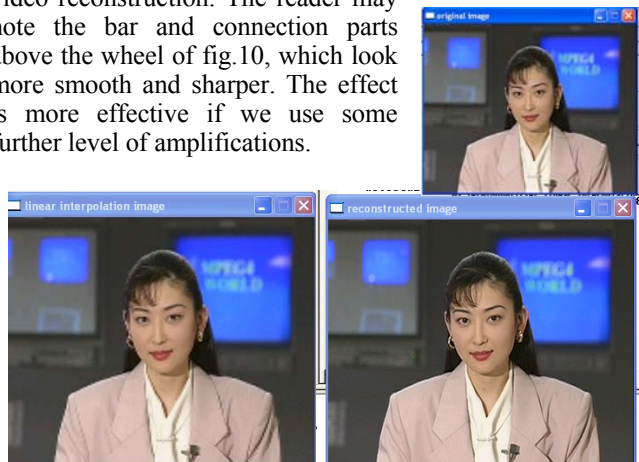 video reconstruction. The reader may
note the bar and connection parts
above the wheel of fig.10, which look
more smooth and sharper. The effect
is more effective if we use some
further level of amplifications.
original image
MPEG4
WORLD
linear interpolation image
MPEG4
WORLD
reconstructed image
MPEG4
WORLD